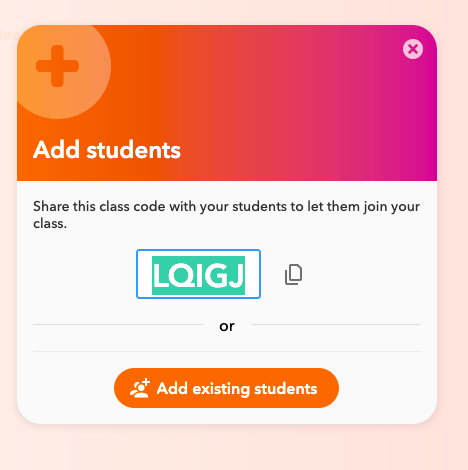 Add students
Share this class code with your students to let them join your
class.
LQIGJ
or
Add existing students